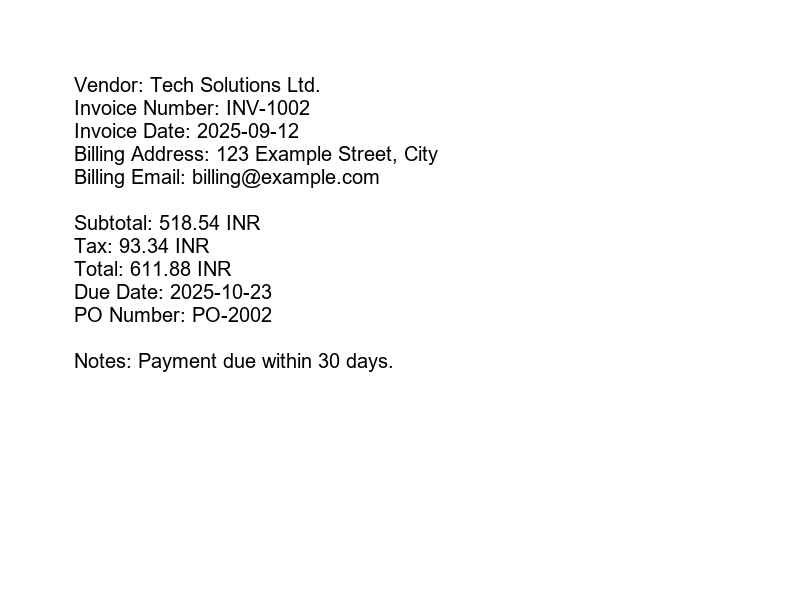 Vendor: Tech Solutions Ltd.
Invoice Number: INV-1002
Invoice Date: 2025-09-12
Billing Address: 123 Example Street, City
Billing Email: billing@example.com
Subtotal: 518.54 INR
Tax: 93.34 INR
Total: 611.88 INR
Due Date: 2025-10-23
PO Number: PO-2002
Notes: Payment due within 30 days.